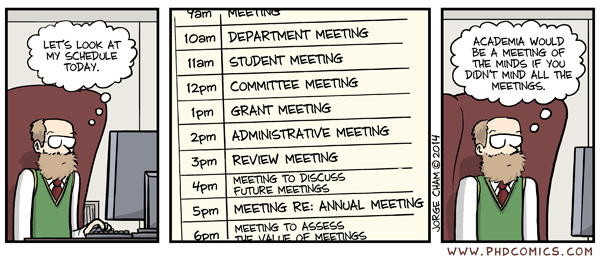 LET'S LOOK AT
MY SCHEDULE
TODAY.
9am MEETING
10am DEPARTMENT MEETING
11am STUDENT MEETING
12pm COMMITTEE MEETING
1pm GRANT MEETING
2pm ADMINISTRATIVE MEETING
3pm REVIEW MEETING
4pm MEETING TO DISCUSS
FUTURE MEETINGS
5pm MEETING RE: ANNUAL MEETING
6pm MEETING TO ASSESS
THE VALUE OF MEETINGS
JORGE CHAM © 2014
ACADEMIA WOULD
BE A MEETING OF
THE MINDS IF YOU
DIDN'T MIND ALL THE
MEETINGS.
WWW.PHDCOMICS.COM